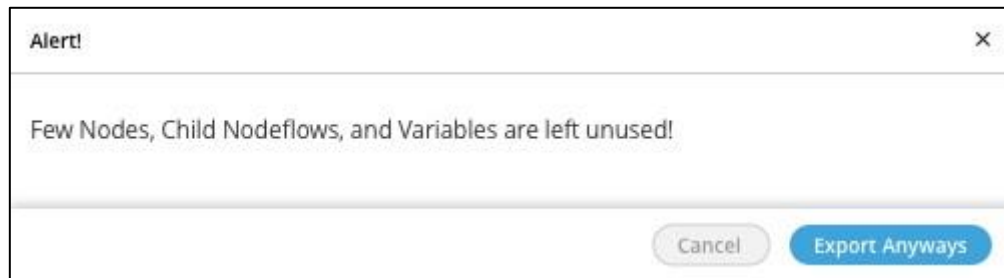 Alert!
Few Nodes, Child Nodeflows, and Variables are left unused!
Cancel
Export Anyways